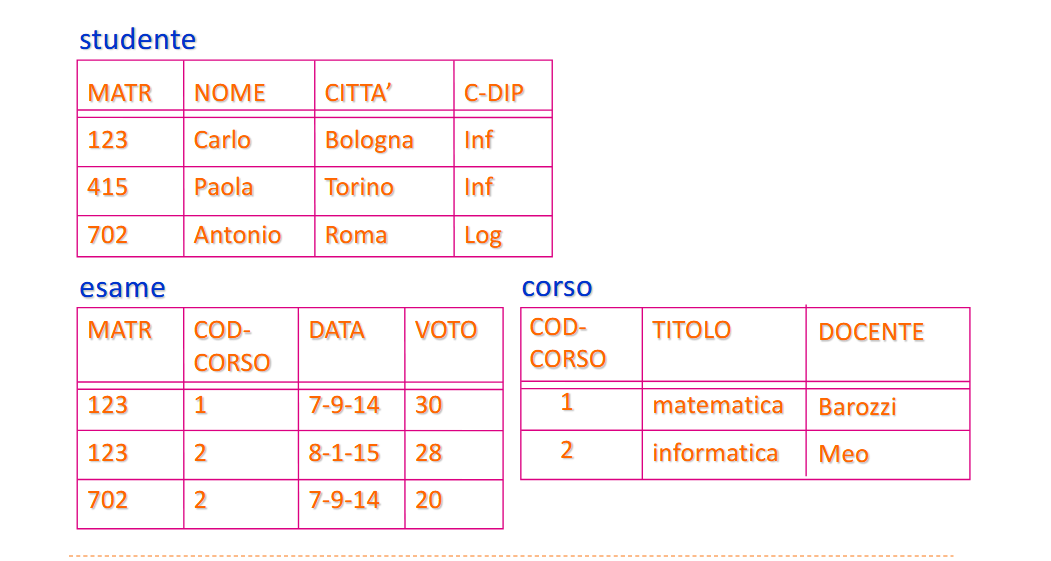 studente
MATR NOME CITTA’ C-DIP
123 Carlo Bologna Inf
415 Paola Torino Inf
702 Antonio Roma Log
esame
MATR COD-CORSO DATA VOTO
123 1 7-9-14 30
123 2 8-1-15 28
702 2 7-9-14 20
corso
COD-CORSO TITOLO DOCENTE
1 matematica Barozzi
2 informatica Meo